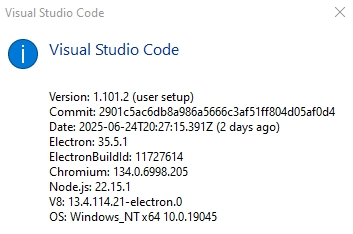 Visual Studio Code
Visual Studio Code
Version: 1.101.2 (user setup)
Commit: 2901c5ac6db8a986a5666c3af51ff804d05af0d4
Date: 2025-06-24T20:27:15.391Z (2 days ago)
Electron: 35.5.1
ElectronBuildId: 11727614
Chromium: 134.0.6998.205
Node.js: 22.15.1
V8: 13.4.114.21-electron.0
OS: Windows_NT x64 10.0.19045